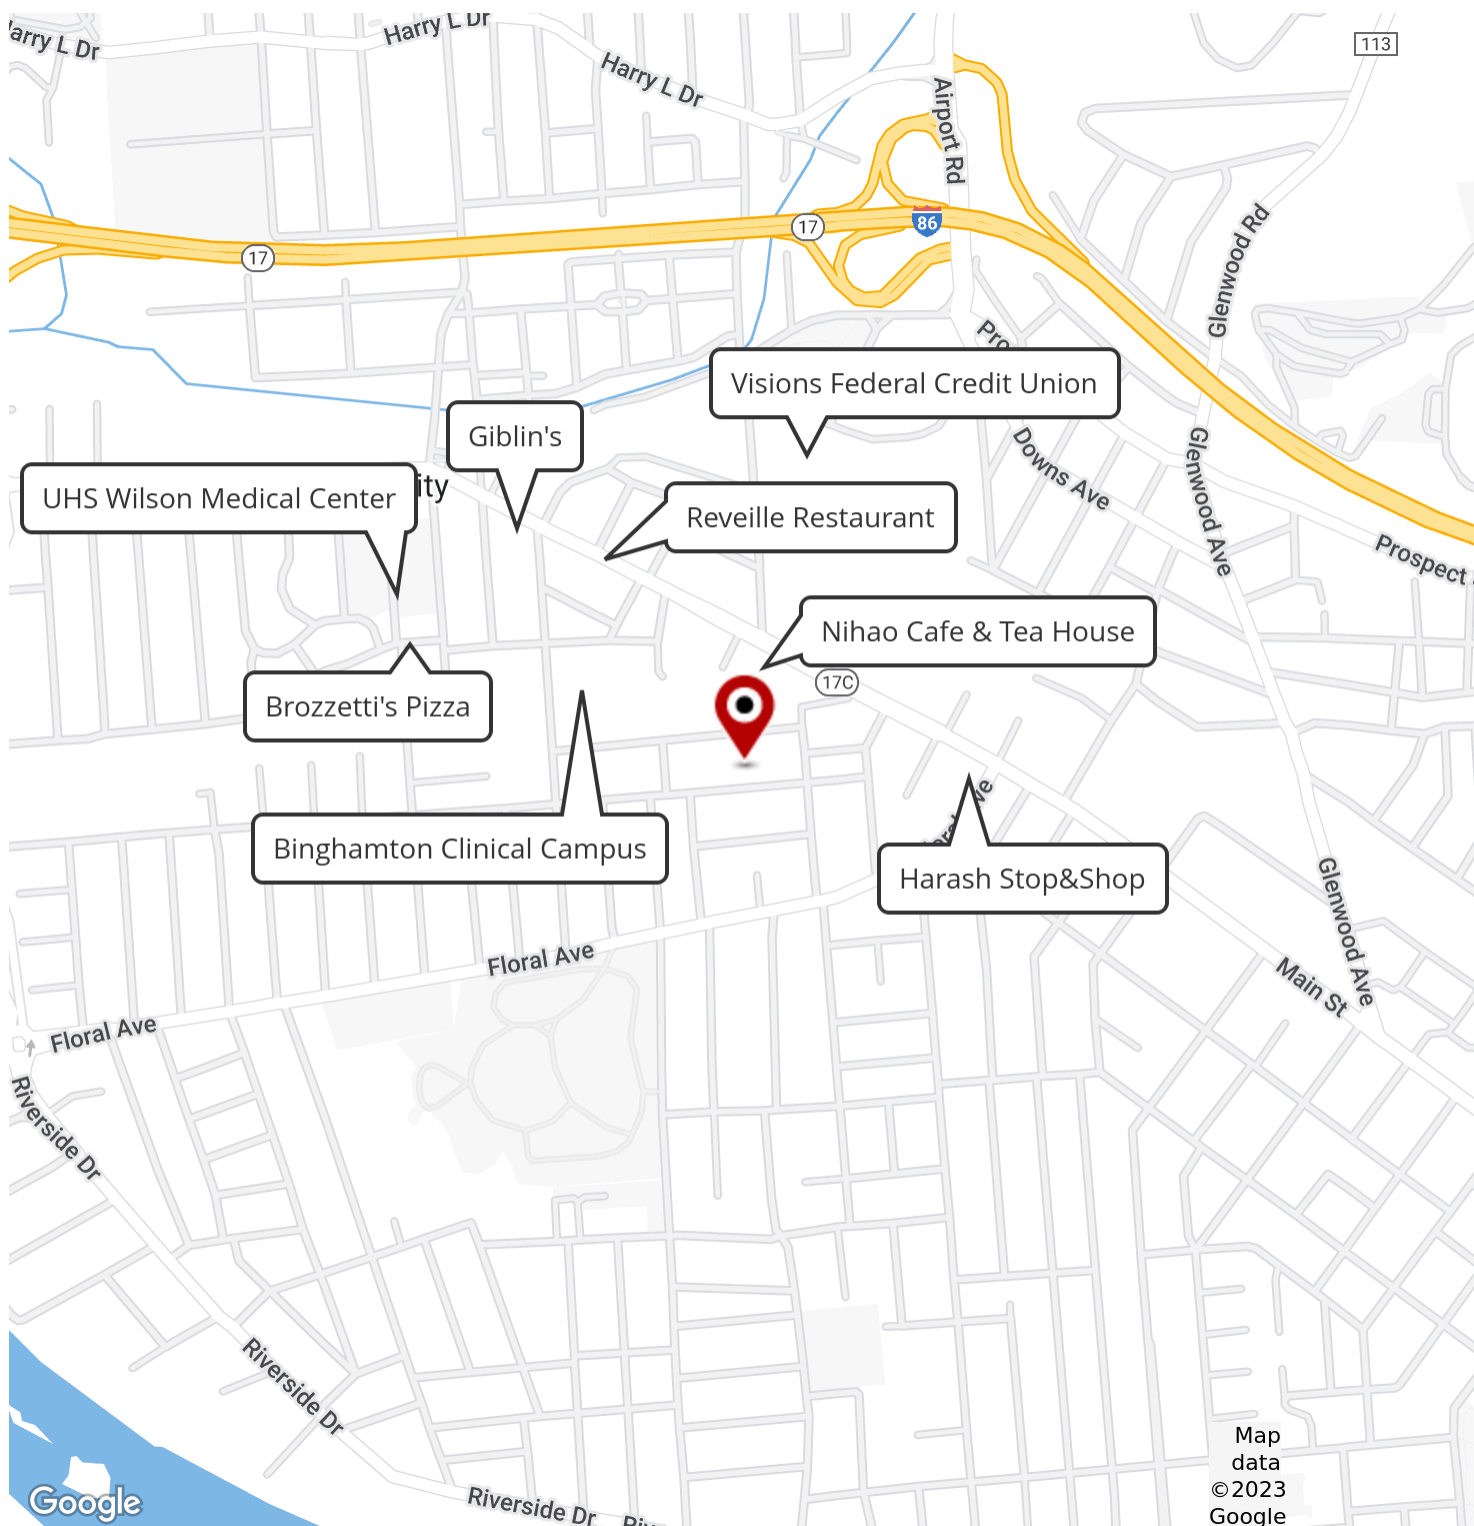 Harry L Dr
113
Harry L Dr
Airport Rd
17
86
17
Glenwood Rd
Visions Federal Credit Union
Giblin's
Downs Ave
Glenwood Ave
UHS Wilson Medical Center
Reveille Restaurant
Prospect
Nihao Cafe & Tea House
17C
Brozzetti's Pizza
Binghamton Clinical Campus
Harash Stop&Shop
Glenwood Ave
Floral Ave
Main St
Floral Ave
Riverside Dr
Riverside Dr
Riverside Dr
Map
data
©2023
Google
Google